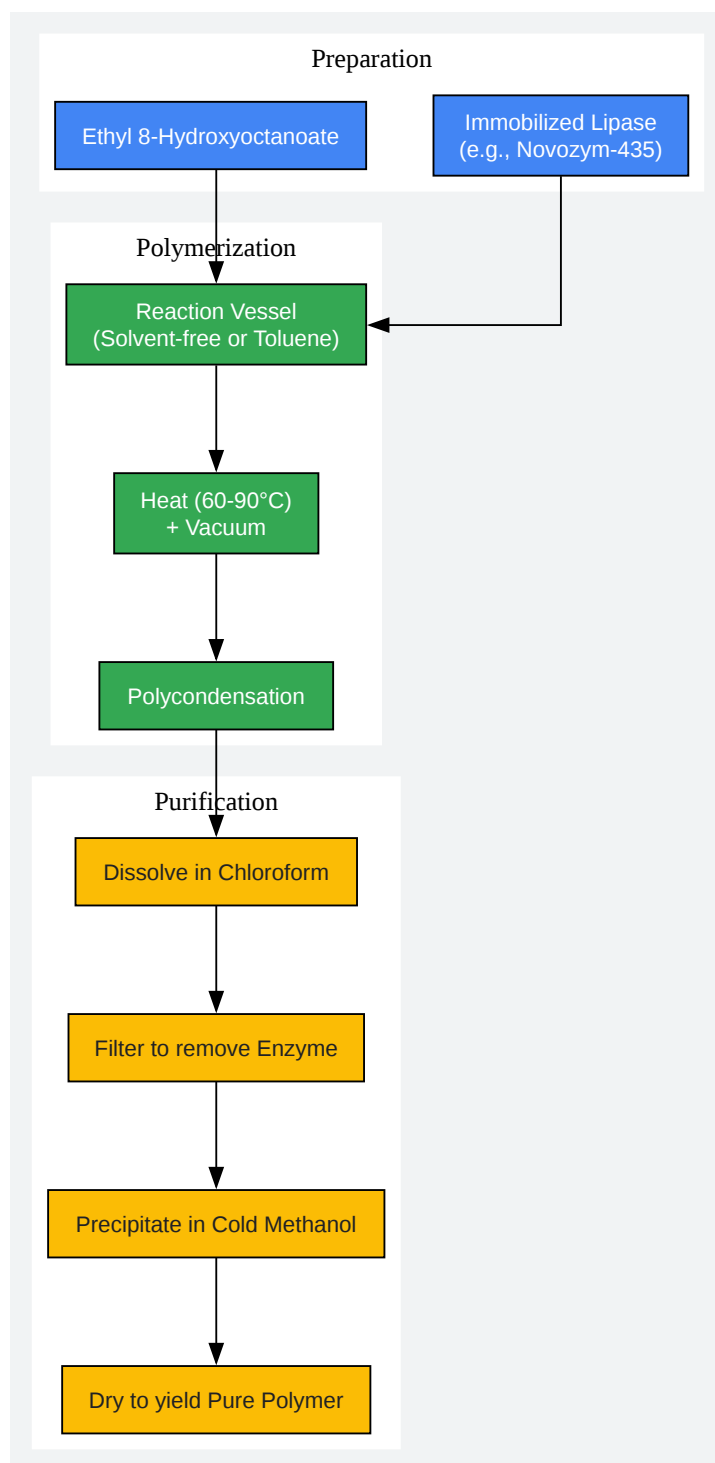 Preparation
Ethyl 8-Hydroxyoctanoate
Immobilized Lipase
(e.g., Novozym-435)
Polymerization
Reaction Vessel
(Solvent-free or Toluene)
Heat (60-90°C)
+ Vacuum
Polycondensation
Purification
Dissolve in Chloroform
Filter to remove Enzyme
Precipitate in Cold Methanol
Dry to yield Pure Polymer